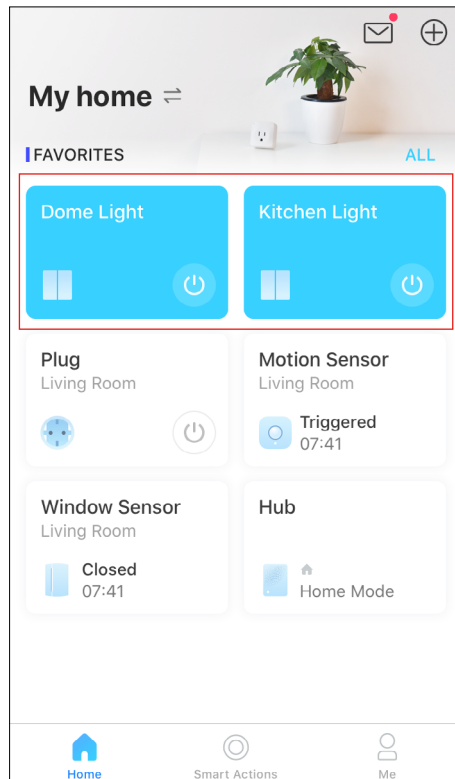 My home
FAVORITES
ALL
Dome Light
Kitchen Light
Plug
Living Room
Motion Sensor
Living Room
Triggered
07:41
Window Sensor
Living Room
Closed
07:41
Hub
Home Mode
Home
Smart Actions
Me